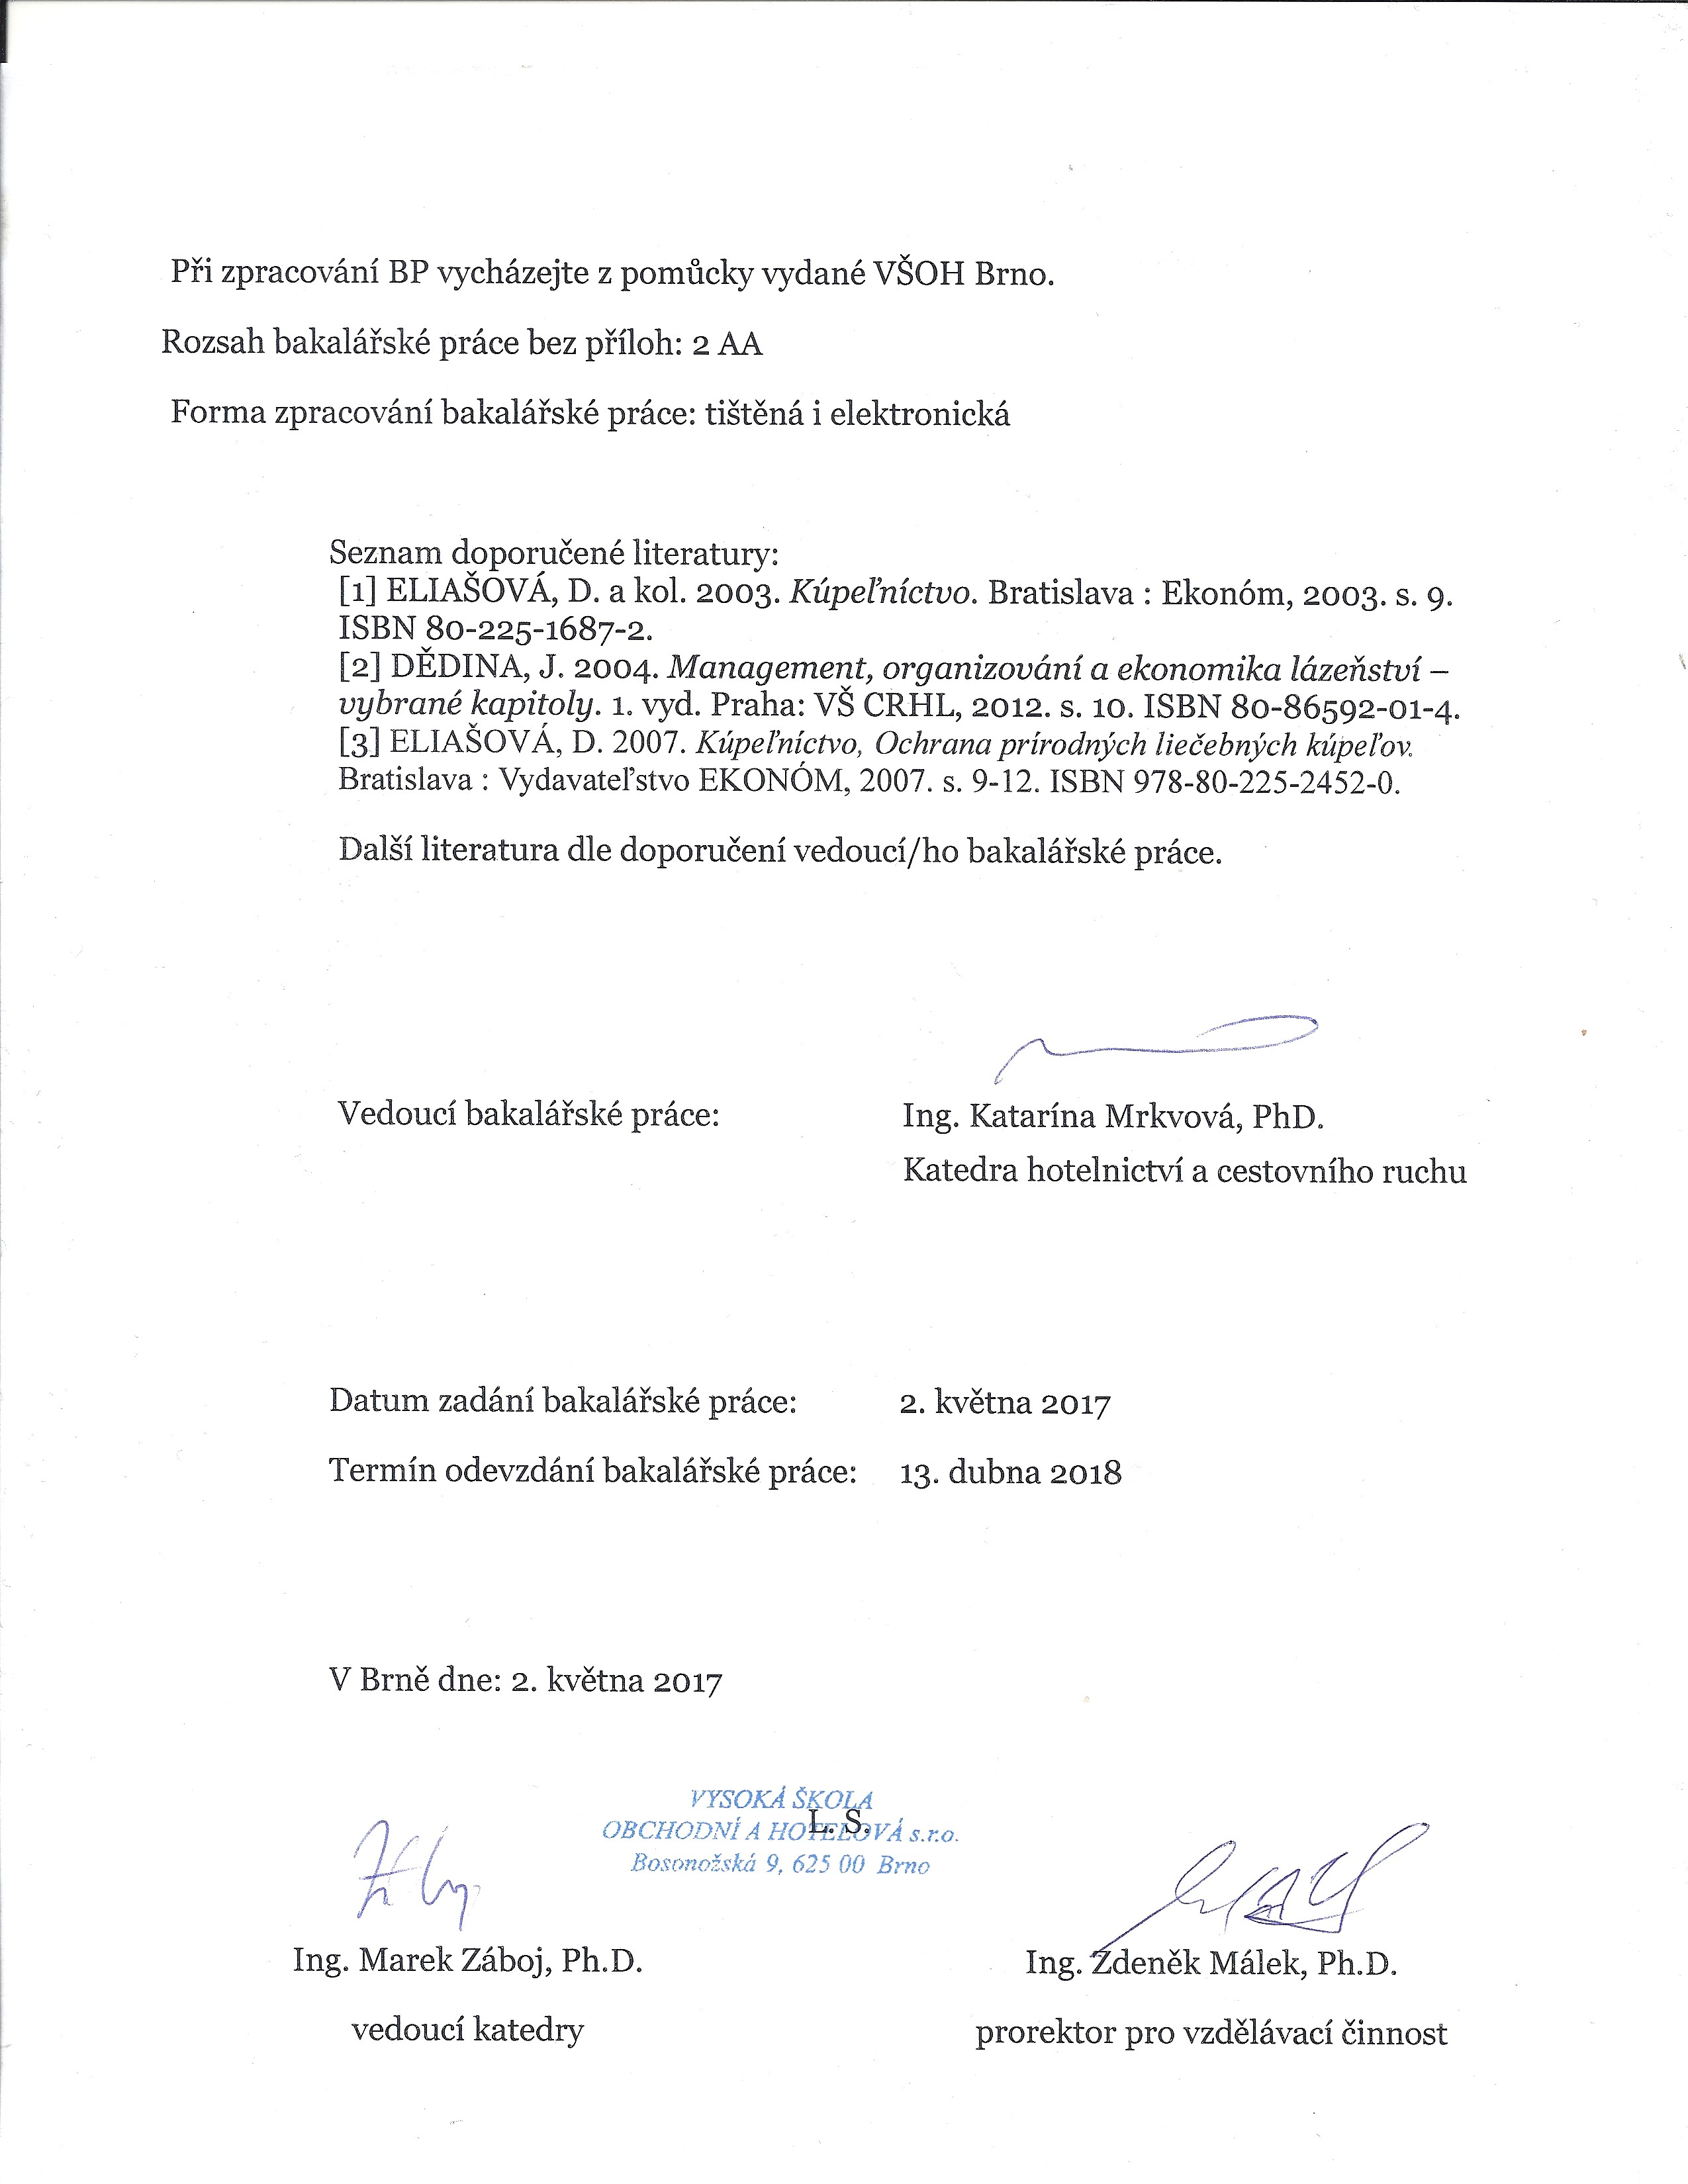 Při zpracování BP vycházejte z pomůcky vydané VŠOH Brno.
Rozsah bakalářské práce bez příloh: 2 AA
Forma zpracování bakalářské práce: tištěná i elektronická
Seznam doporučené literatury:
[1] ELIAŠOVÁ, D. a kol. 2003. Kúpeľníctvo. Bratislava : Ekonóm, 2003. s. 9.
ISBN 80-225-1687-2.
[2] DĚDINA, J. 2004. Management, organizování a ekonomika lázeňství –
vybrané kapitoly. 1. vyd. Praha: VŠ CRHL, 2012. s. 10. ISBN 80-86592-01-4.
[3] ELIAŠOVÁ, D. 2007. Kúpeľníctvo, Ochrana prírodných liečebných kúpeľov.
Bratislava : Vydavateľstvo EKONÓM, 2007. s. 9-12. ISBN 978-80-225-2452-0.
Další literatura dle doporučení vedoucí/ho bakalářské práce.
Vedoucí bakalářské práce: Ing. Katarína Mrkvová, PhD.
Katedra hotelnictví a cestovního ruchu
Datum zadání bakalářské práce: 2. května 2017
Termín odevzdání bakalářské práce: 13. dubna 2018
V Brně dne: 2. května 2017
VYSOKÁ ŠKOLA
L. S.
OBCHODNÍ A HOTELOVÁ s.r.o.
Bosonožská 9, 625 00 Brno
Ing. Marek Záboj, Ph.D. Ing. Zdeněk Málek, Ph.D.
vedoucí katedry prorektor pro vzdělávací činnost